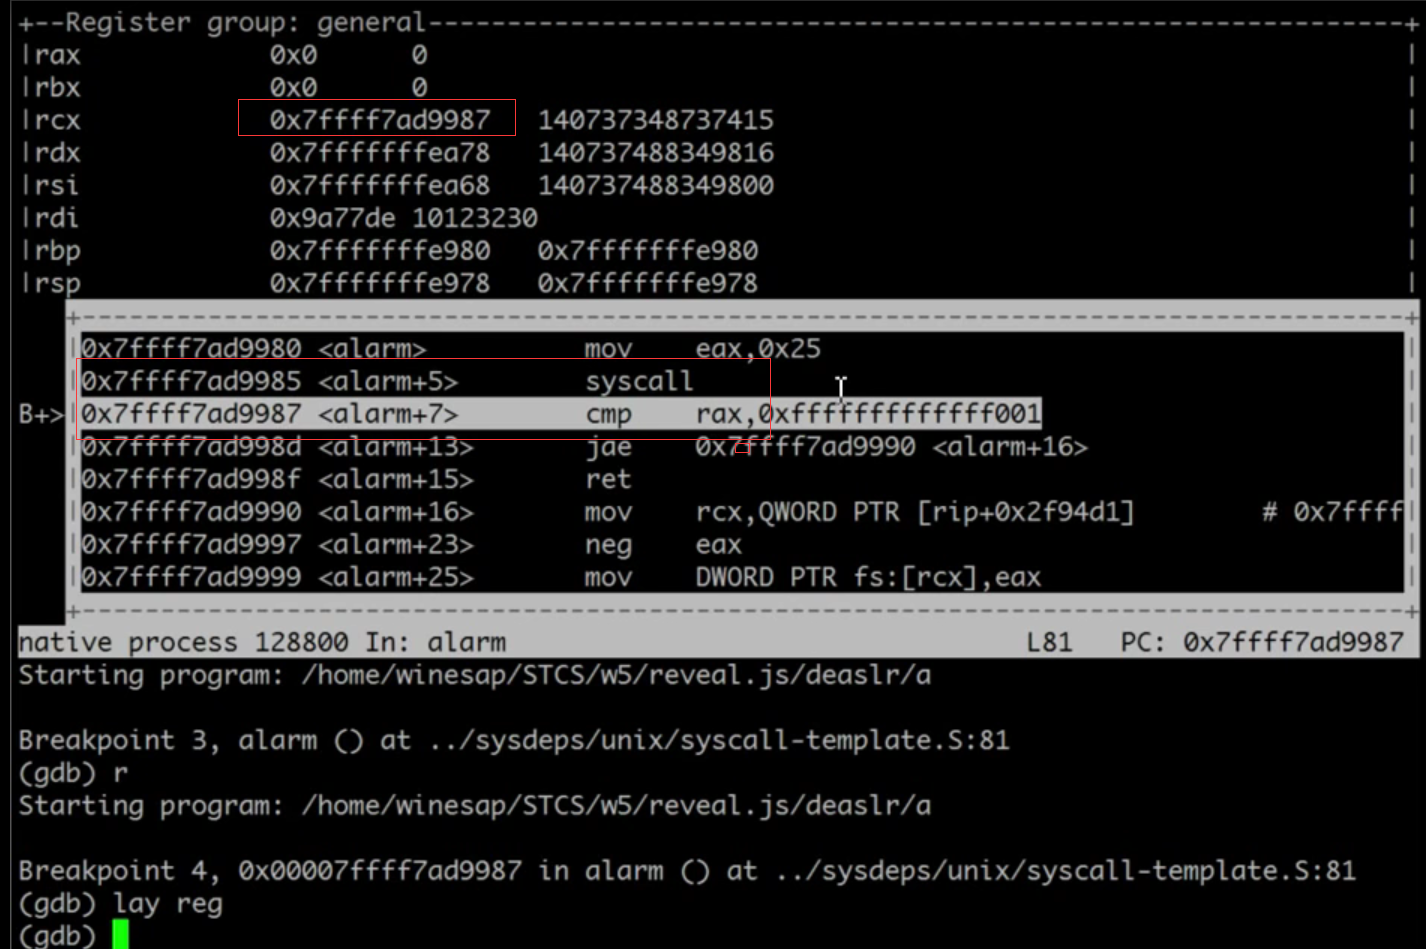 +--Register group: general--------------------------------------------------------------+
|rax 0x0 0 |
|rbx 0x0 0 |
|rcx 0x7ffff7ad9987 140737348737415 |
|rdx 0x7fffffffea78 140737488349816 |
|rsi 0x7fffffffea68 140737488349800 |
|rdi 0x9a77de 10123230 |
|rbp 0x7fffffffe980 0x7fffffffe980 |
|rsp 0x7fffffffe978 0x7fffffffe978 |
+-----------------------------------------------------------------------------------+
|0x7ffff7ad9980 <alarm> mov eax,0x25 |
|0x7ffff7ad9985 <alarm+5> syscall |
B+>|0x7ffff7ad9987 <alarm+7> cmp rax,0xfffffffffffff001 |
|0x7ffff7ad998d <alarm+13> jae 0x7ffff7ad9990 <alarm+16> |
|0x7ffff7ad998f <alarm+15> ret |
|0x7ffff7ad9990 <alarm+16> mov rcx,QWORD PTR [rip+0x2f94d1] # 0x7ffff|
|0x7ffff7ad9997 <alarm+23> neg eax |
|0x7ffff7ad9999 <alarm+25> mov DWORD PTR fs:[rcx],eax |
+-----------------------------------------------------------------------------------+
native process 128800 In: alarm L81 PC: 0x7ffff7ad9987
Starting program: /home/winesap/STCS/w5/reveal.js/deaslr/a
Breakpoint 3, alarm () at ../sysdeps/unix/syscall-template.S:81
(gdb) r
Starting program: /home/winesap/STCS/w5/reveal.js/deaslr/a
Breakpoint 4, 0x00007ffff7ad9987 in alarm () at ../sysdeps/unix/syscall-template.S:81
(gdb) lay reg
(gdb)